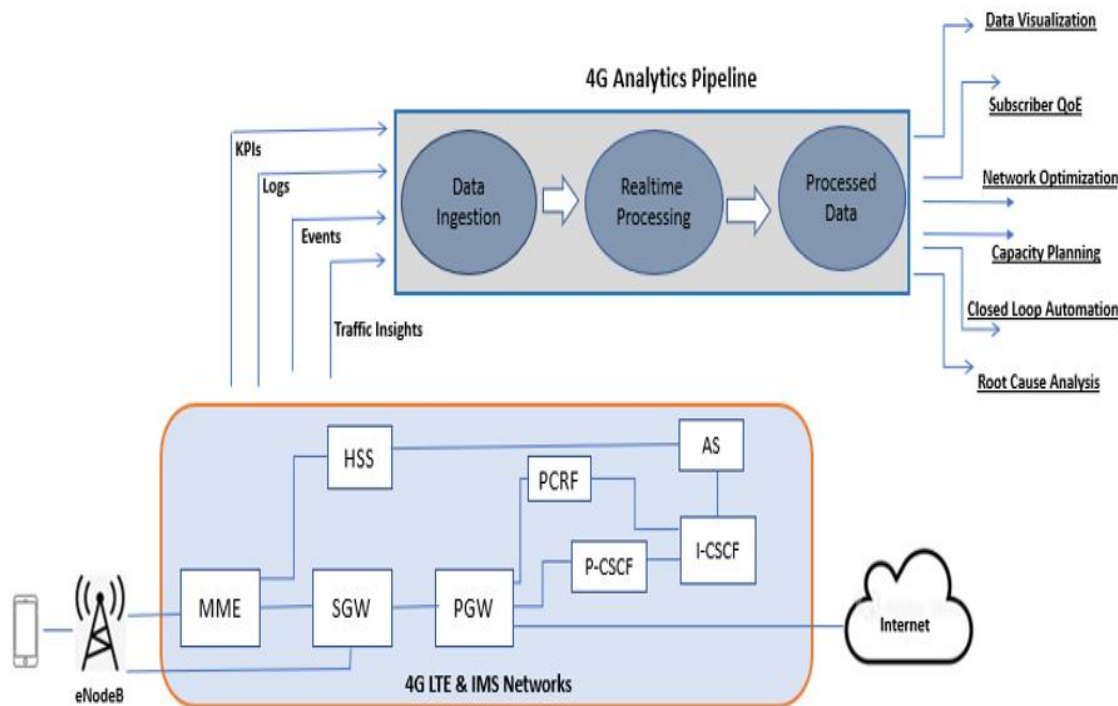 Data Visualization
4G Analytics Pipeline
Subscriber QoE
KPIs
Logs
Data
Ingestion
Realtime
Processing
Processed
Data
Network Optimization
Events
Capacity Planning
Traffic Insights
Closed Loop Automation
Root Cause Analysis
HSS
AS
PCRF
I-CSCF
P-CSCF
MME
SGW
PGW
Internet
eNodeB
4G LTE & IMS Networks